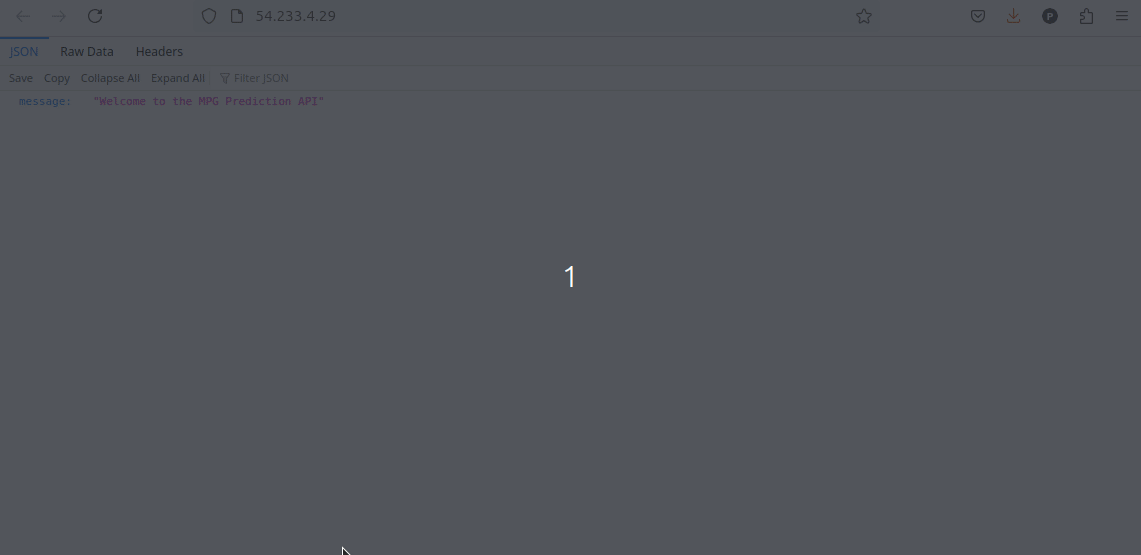 54.233.4.29
P
JSON Raw Data Headers
Save Copy Collapse All Expand All Filter JSON
message: "Welcome to the MPG Prediction API"
1